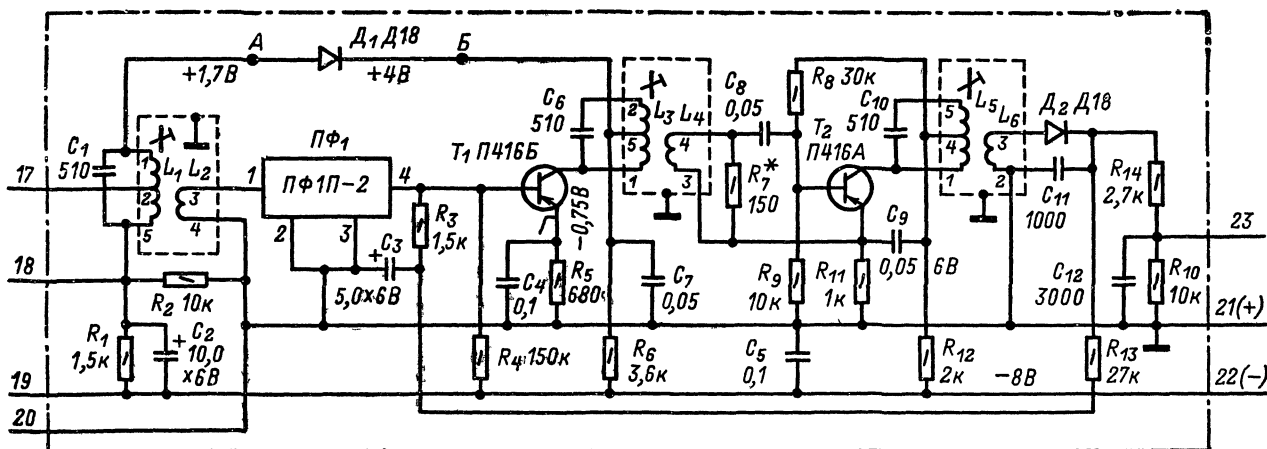 А
Д1 Д18
Б
+1,7В
+4В
C1
510
1
L1 L2
2
3
4
5
17
ПФ1
1
ПФ1П-2
4
2
3
C3
+
5,0×6В
R3
1,5к
T1 П416Б
-0,75В
C6
510
2
L3 L4
5
4
1
3
C8
0,05
R7*
150
R8 30к
T2
П416А
C10
510
L5
5
L6
4
3
1
2
Д2 Д18
C11
1000
R14
2,7к
23
18
R2 10к
C4
0,1
R5
680
C7
0,05
R9
10к
R11
1к
C9
0,05
6В
C12
3000
R10
10к
21(+)
R1
1,5к
+ C2
10,0
×6В
R4 150к
R6
3,6к
C5
0,1
R12
2к
-8В
R13
27к
19
22(-)
20